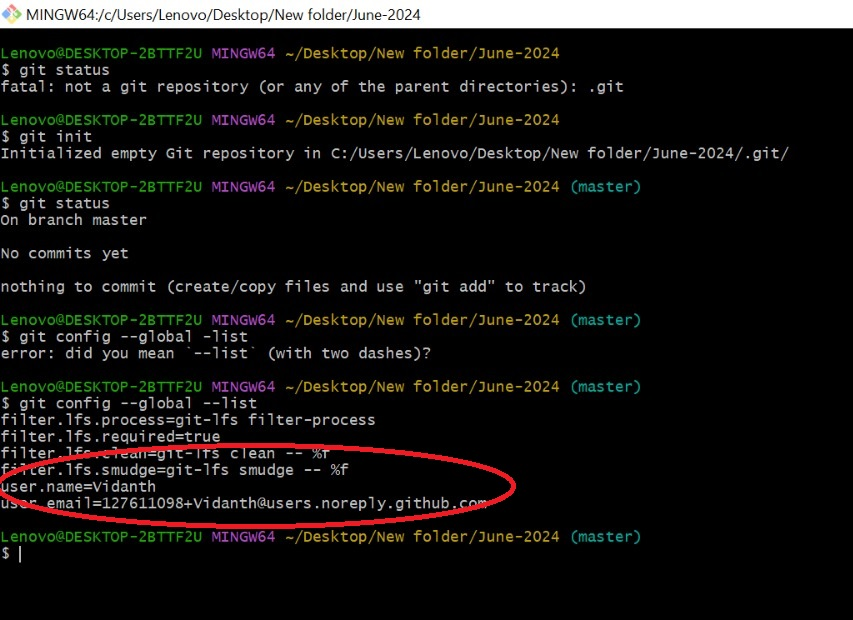 MINGW64:/c/Users/Lenovo/Desktop/New folder/June-2024
Lenovo@DESKTOP-2BTTF2U MINGW64 ~/Desktop/New folder/June-2024
$ git status
fatal: not a git repository (or any of the parent directories): .git
Lenovo@DESKTOP-2BTTF2U MINGW64 ~/Desktop/New folder/June-2024
$ git init
Initialized empty Git repository in C:/Users/Lenovo/Desktop/New folder/June-2024/.git/
Lenovo@DESKTOP-2BTTF2U MINGW64 ~/Desktop/New folder/June-2024 (master)
$ git status
On branch master
No commits yet
nothing to commit (create/copy files and use "git add" to track)
Lenovo@DESKTOP-2BTTF2U MINGW64 ~/Desktop/New folder/June-2024 (master)
$ git config --global -list
error: did you mean `--list` (with two dashes)?
Lenovo@DESKTOP-2BTTF2U MINGW64 ~/Desktop/New folder/June-2024 (master)
$ git config --global --list
filter.lfs.process=git-lfs filter-process
filter.lfs.required=true
filter.lfs.clean=git-lfs clean -- %f
filter.lfs.smudge=git-lfs smudge -- %f
user.name=Vidanth
user.email=127611098+Vidanth@users.noreply.github.com
Lenovo@DESKTOP-2BTTF2U MINGW64 ~/Desktop/New folder/June-2024 (master)
$